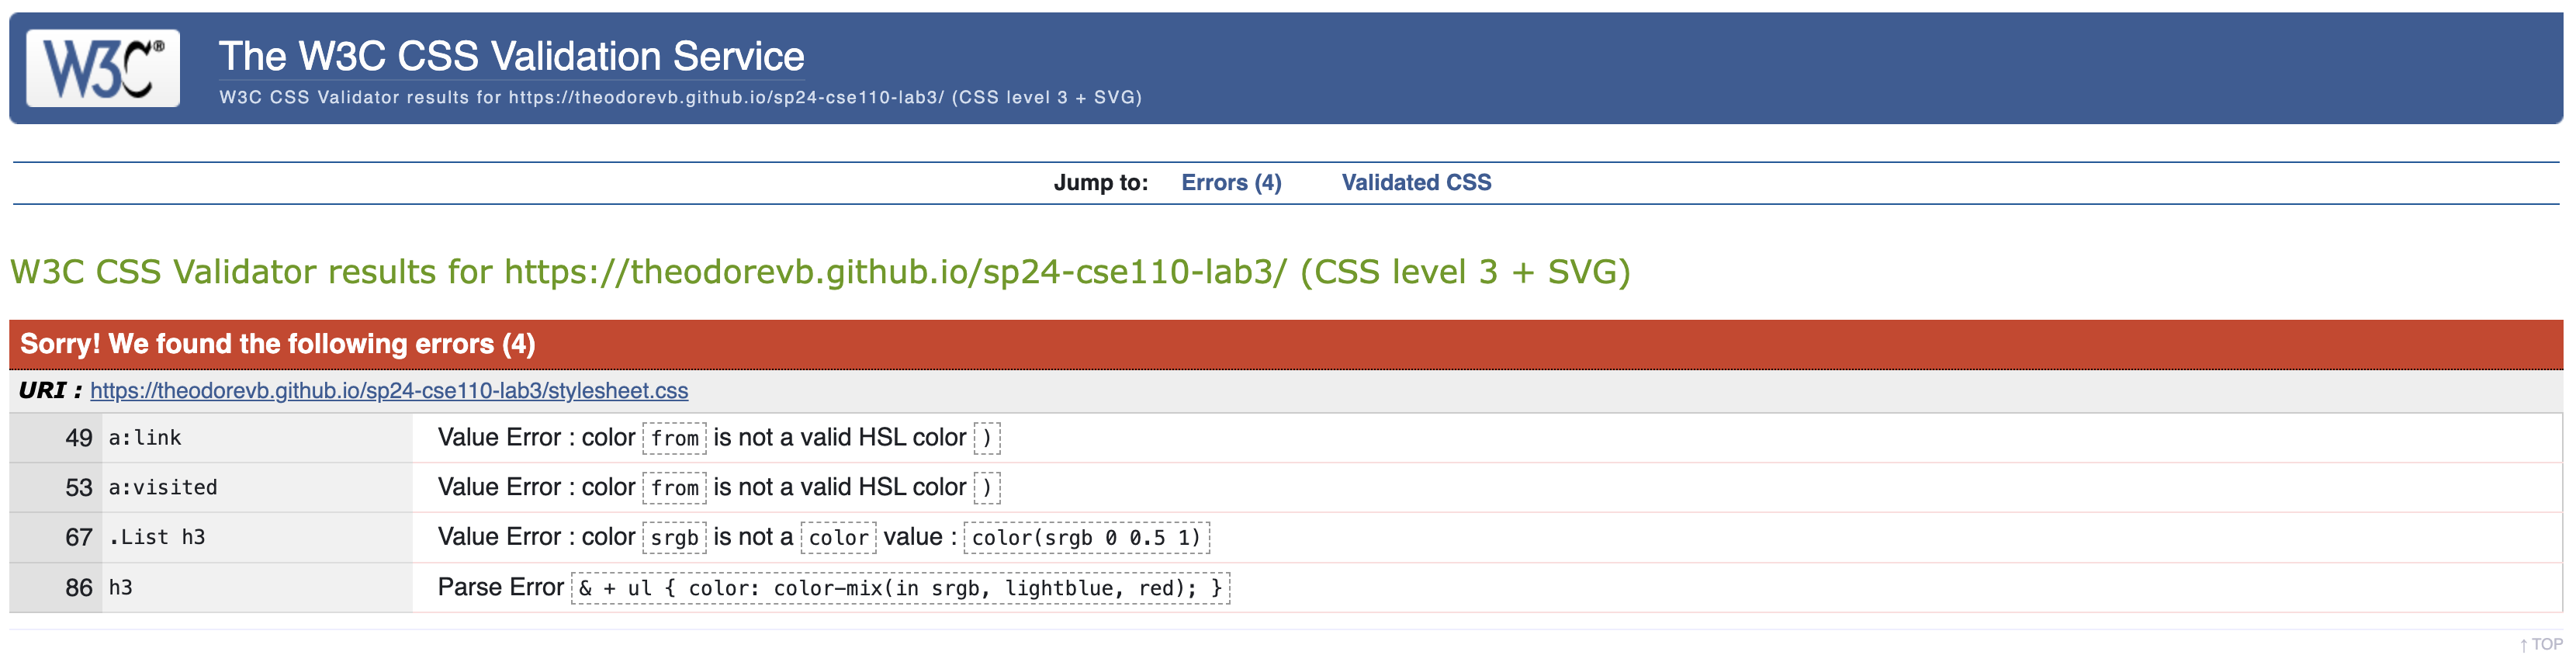 W3C®
The W3C CSS Validation Service
W3C CSS Validator results for https://theodorevb.github.io/sp24-cse110-lab3/ (CSS level 3 + SVG)
Jump to: Errors (4) Validated CSS
W3C CSS Validator results for https://theodorevb.github.io/sp24-cse110-lab3/ (CSS level 3 + SVG)
Sorry! We found the following errors (4)
URI : https://theodorevb.github.io/sp24-cse110-lab3/stylesheet.css
49 a:link Value Error : color from is not a valid HSL color )
53 a:visited Value Error : color from is not a valid HSL color )
67 .List h3 Value Error : color srgb is not a color value : color(srgb 0 0.5 1)
86 h3 Parse Error & + ul { color: color-mix(in srgb, lightblue, red); }
↑ TOP